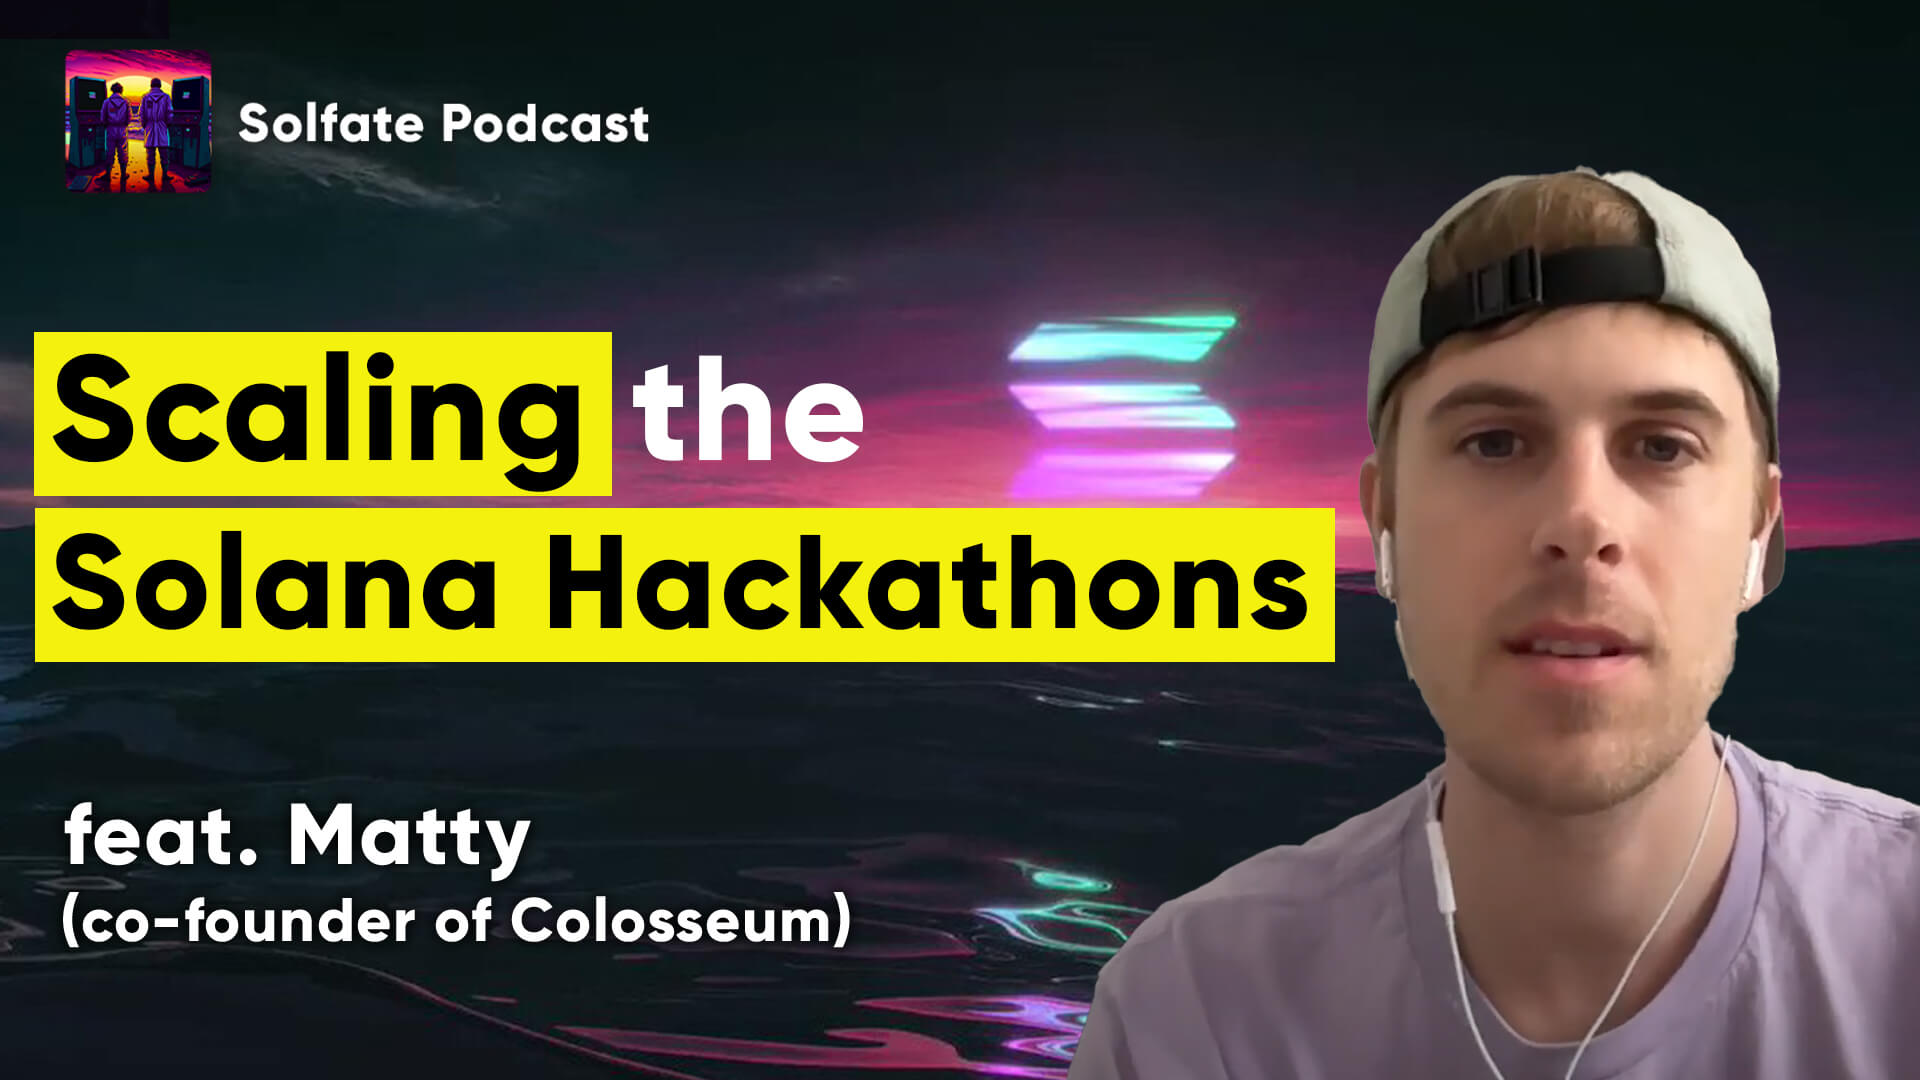 Solfate Podcast
Scaling the
Solana Hackathons
feat. Matty
(co-founder of Colosseum)